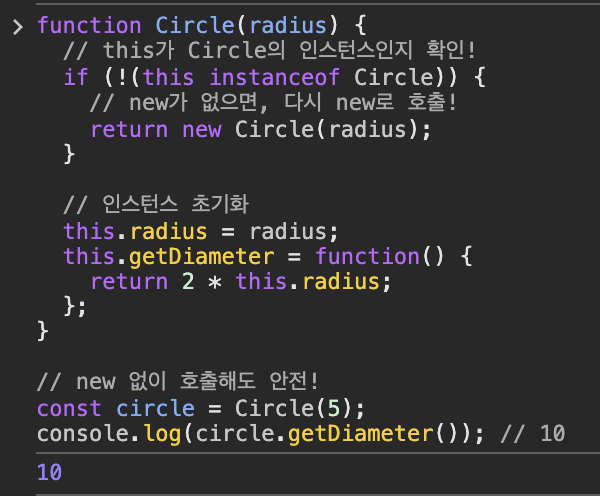 function Circle(radius) {
  // this가 Circle의 인스턴스인지 확인!
  if (!(this instanceof Circle)) {
    // new가 없으면, 다시 new로 호출!
    return new Circle(radius);
  }

  // 인스턴스 초기화
  this.radius = radius;
  this.getDiameter = function() {
    return 2 * this.radius;
  };
}

// new 없이 호출해도 안전!
const circle = Circle(5);
console.log(circle.getDiameter()); // 10
10